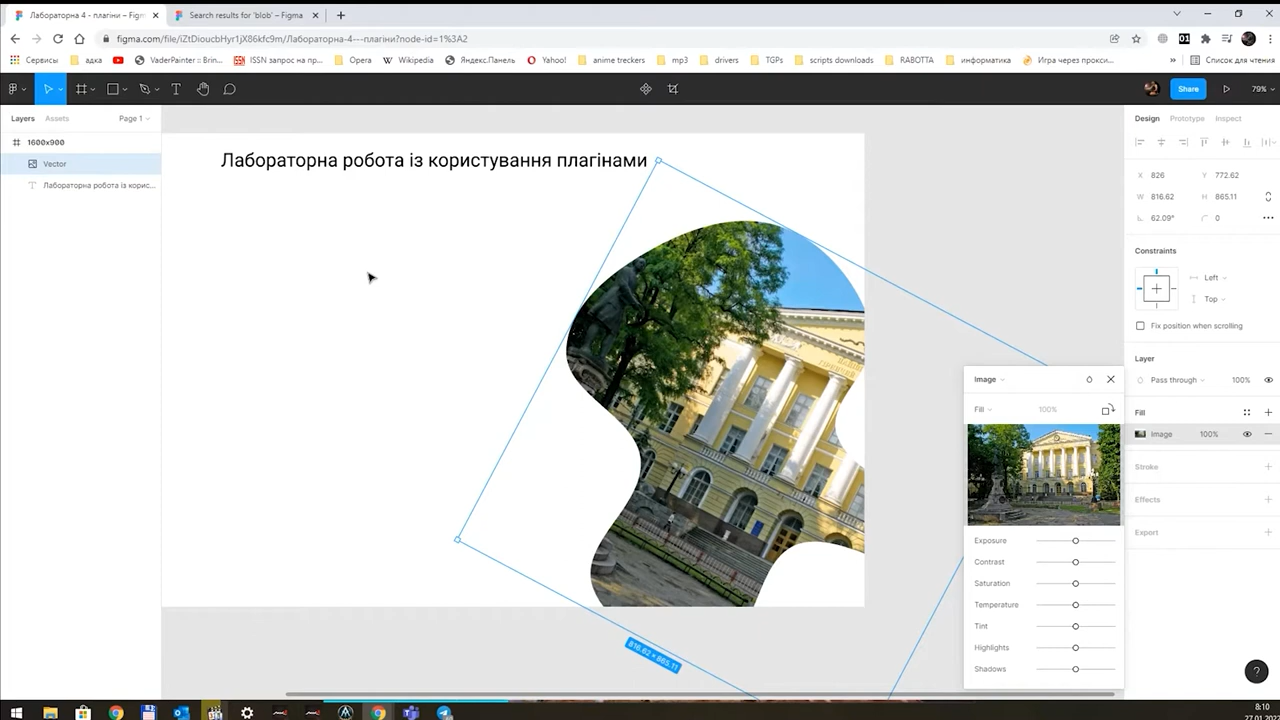 Лабораторна 4 - плагіни – Figm
Search results for 'blob' – Figma
figma.com/file/iZtDioucbHyr1jX86kfc9m/Лабораторна-4---плагіни?node-id=1%3A2
Сервисы
адка
VaderPainter :: Brin...
ISSN запрос на пр...
Opera
Wikipedia
Яндекс.Панель
Yahoo!
anime treckers
mp3
drivers
TGPs
scripts downloads
RABOTTA
информатика
Игра через прокси...
»
Список для чтения
Share
79%
Layers
Assets
Page 1
1600x900
Vector
Лабораторна робота із корис...
Лабораторна робота із користування плагінами
816.62 × 865.11
Design
Prototype
Inspect
X 826
Y 772.62
W 816.62
H 865.11
62.09°
0
Constraints
Left
Top
Fix position when scrolling
Layer
Pass through
100%
Fill
Image
100%
Stroke
Effects
Export
Image
Fill
100%
Exposure
Contrast
Saturation
Temperature
Tint
Highlights
Shadows
?
8:10